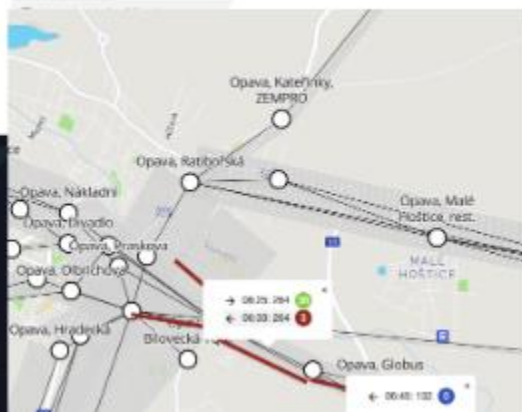 Opava, Kateřinky,
ZEMPRO
Opava, Ratibořská
Opava, Nákladní
Opava, Divadlo
Opava, Praskova
Opava, Olbrichova
Opava, Malé
Hoštice, rest.
MALÉ
HOŠTICE
→ 06:25: 264
← 06:30: 264
Opava, Hradecká
Bílovecká
Opava, Globus
← 06:45: 102